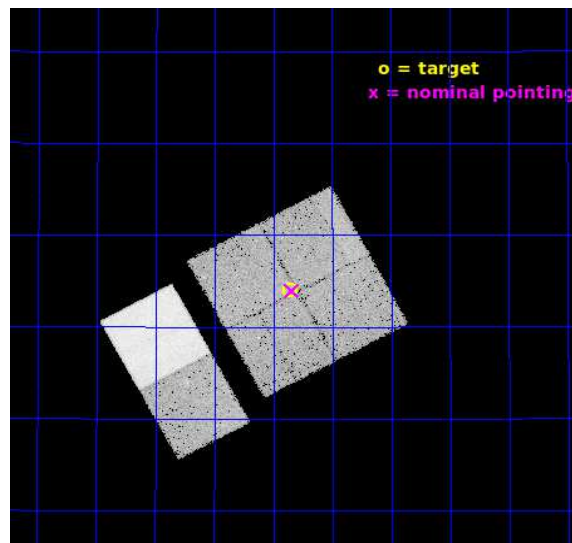 o = target
x = nominal pointing